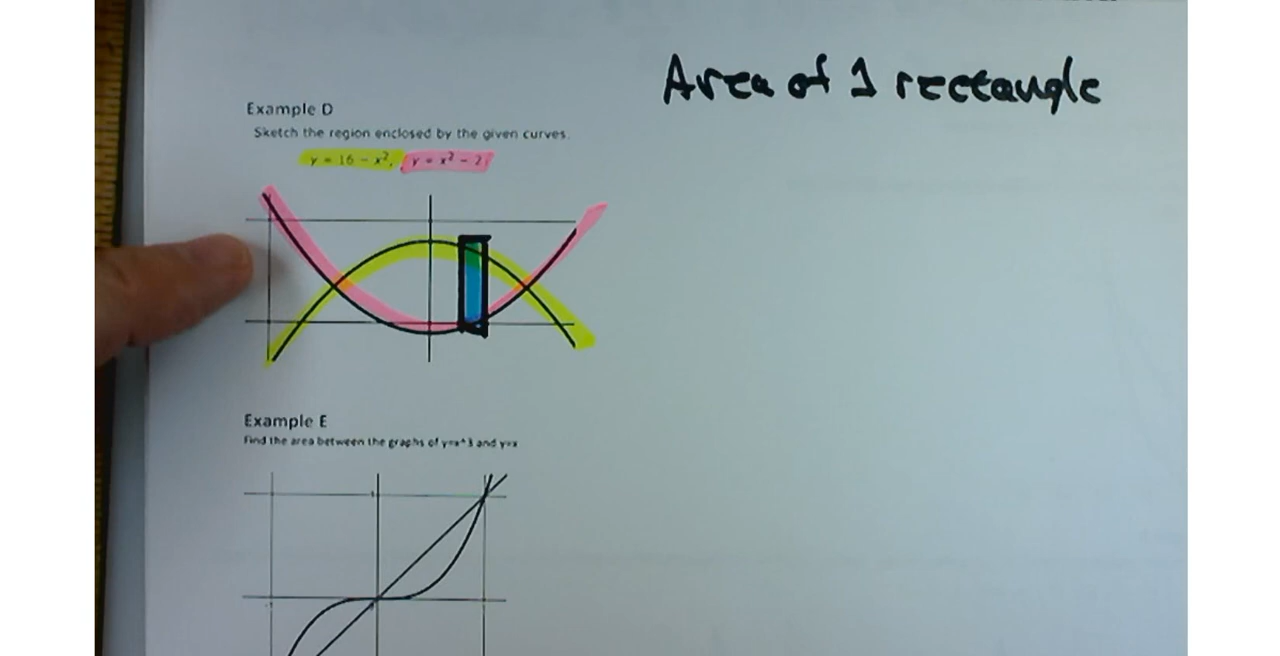 Area of 1 rectangle
Example D
Sketch the region enclosed by the given curves.
y = 16 − x², y = x² − 2
Example E
Find the area between the graphs of y=x^3 and y=x